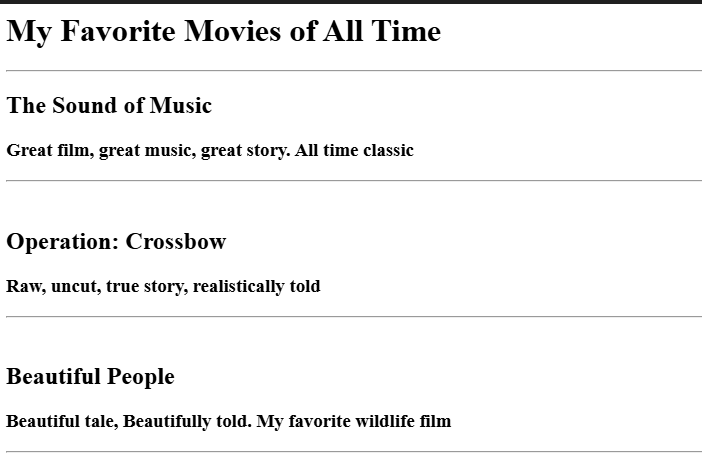 My Favorite Movies of All Time
The Sound of Music
Great film, great music, great story. All time classic
Operation: Crossbow
Raw, uncut, true story, realistically told
Beautiful People
Beautiful tale, Beautifully told. My favorite wildlife film